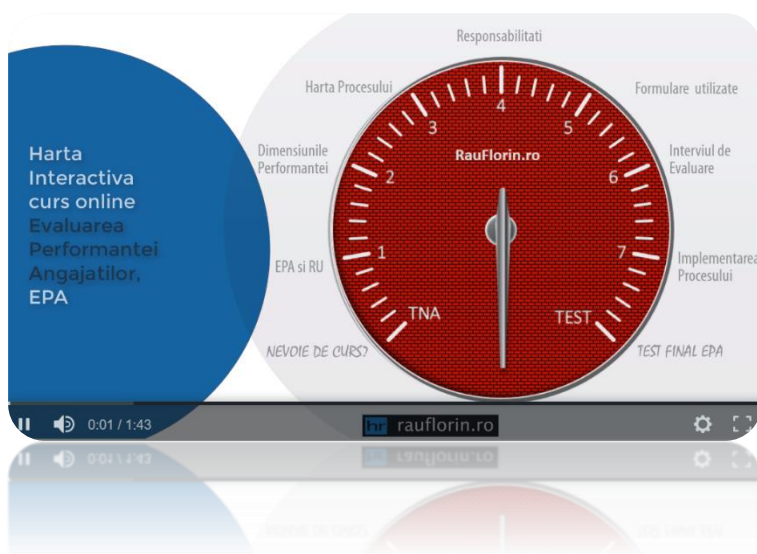 Harta
Interactiva
curs online
Evaluarea
Performantei
Angajatilor,
EPA
Responsabilitati
Harta Procesului
Formulare utilizate
Dimensiunile
Performantei
Interviul de
Evaluare
EPA si RU
Implementarea
Procesului
NEVOIE DE CURS?
TEST FINAL EPA
RauFlorin.ro
1
2
3
4
5
6
7
TNA
TEST
0:01 / 1:43
hr rauflorin.ro